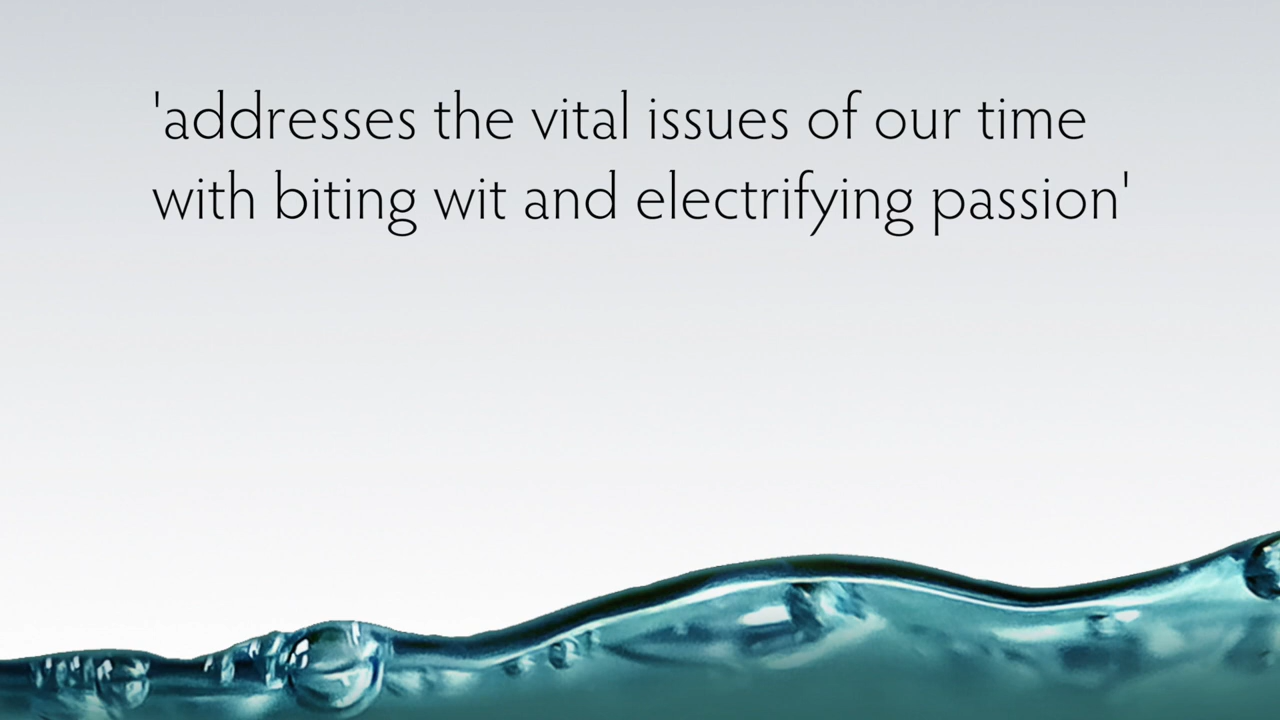 'addresses the vital issues of our time
with biting wit and electrifying passion'